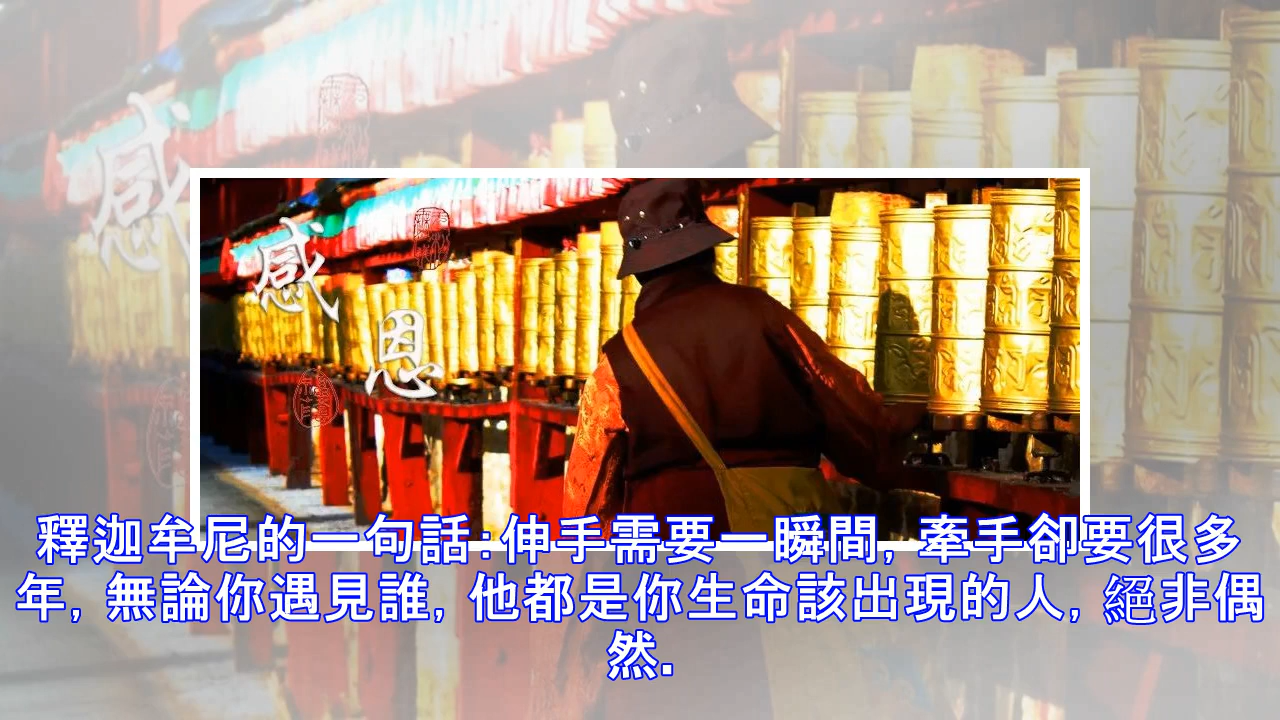 感
恩
感
釋迦牟尼的一句話:伸手需要一瞬間, 牽手卻要很多
年, 無論你遇見誰, 他都是你生命該出現的人, 絕非偶
然.